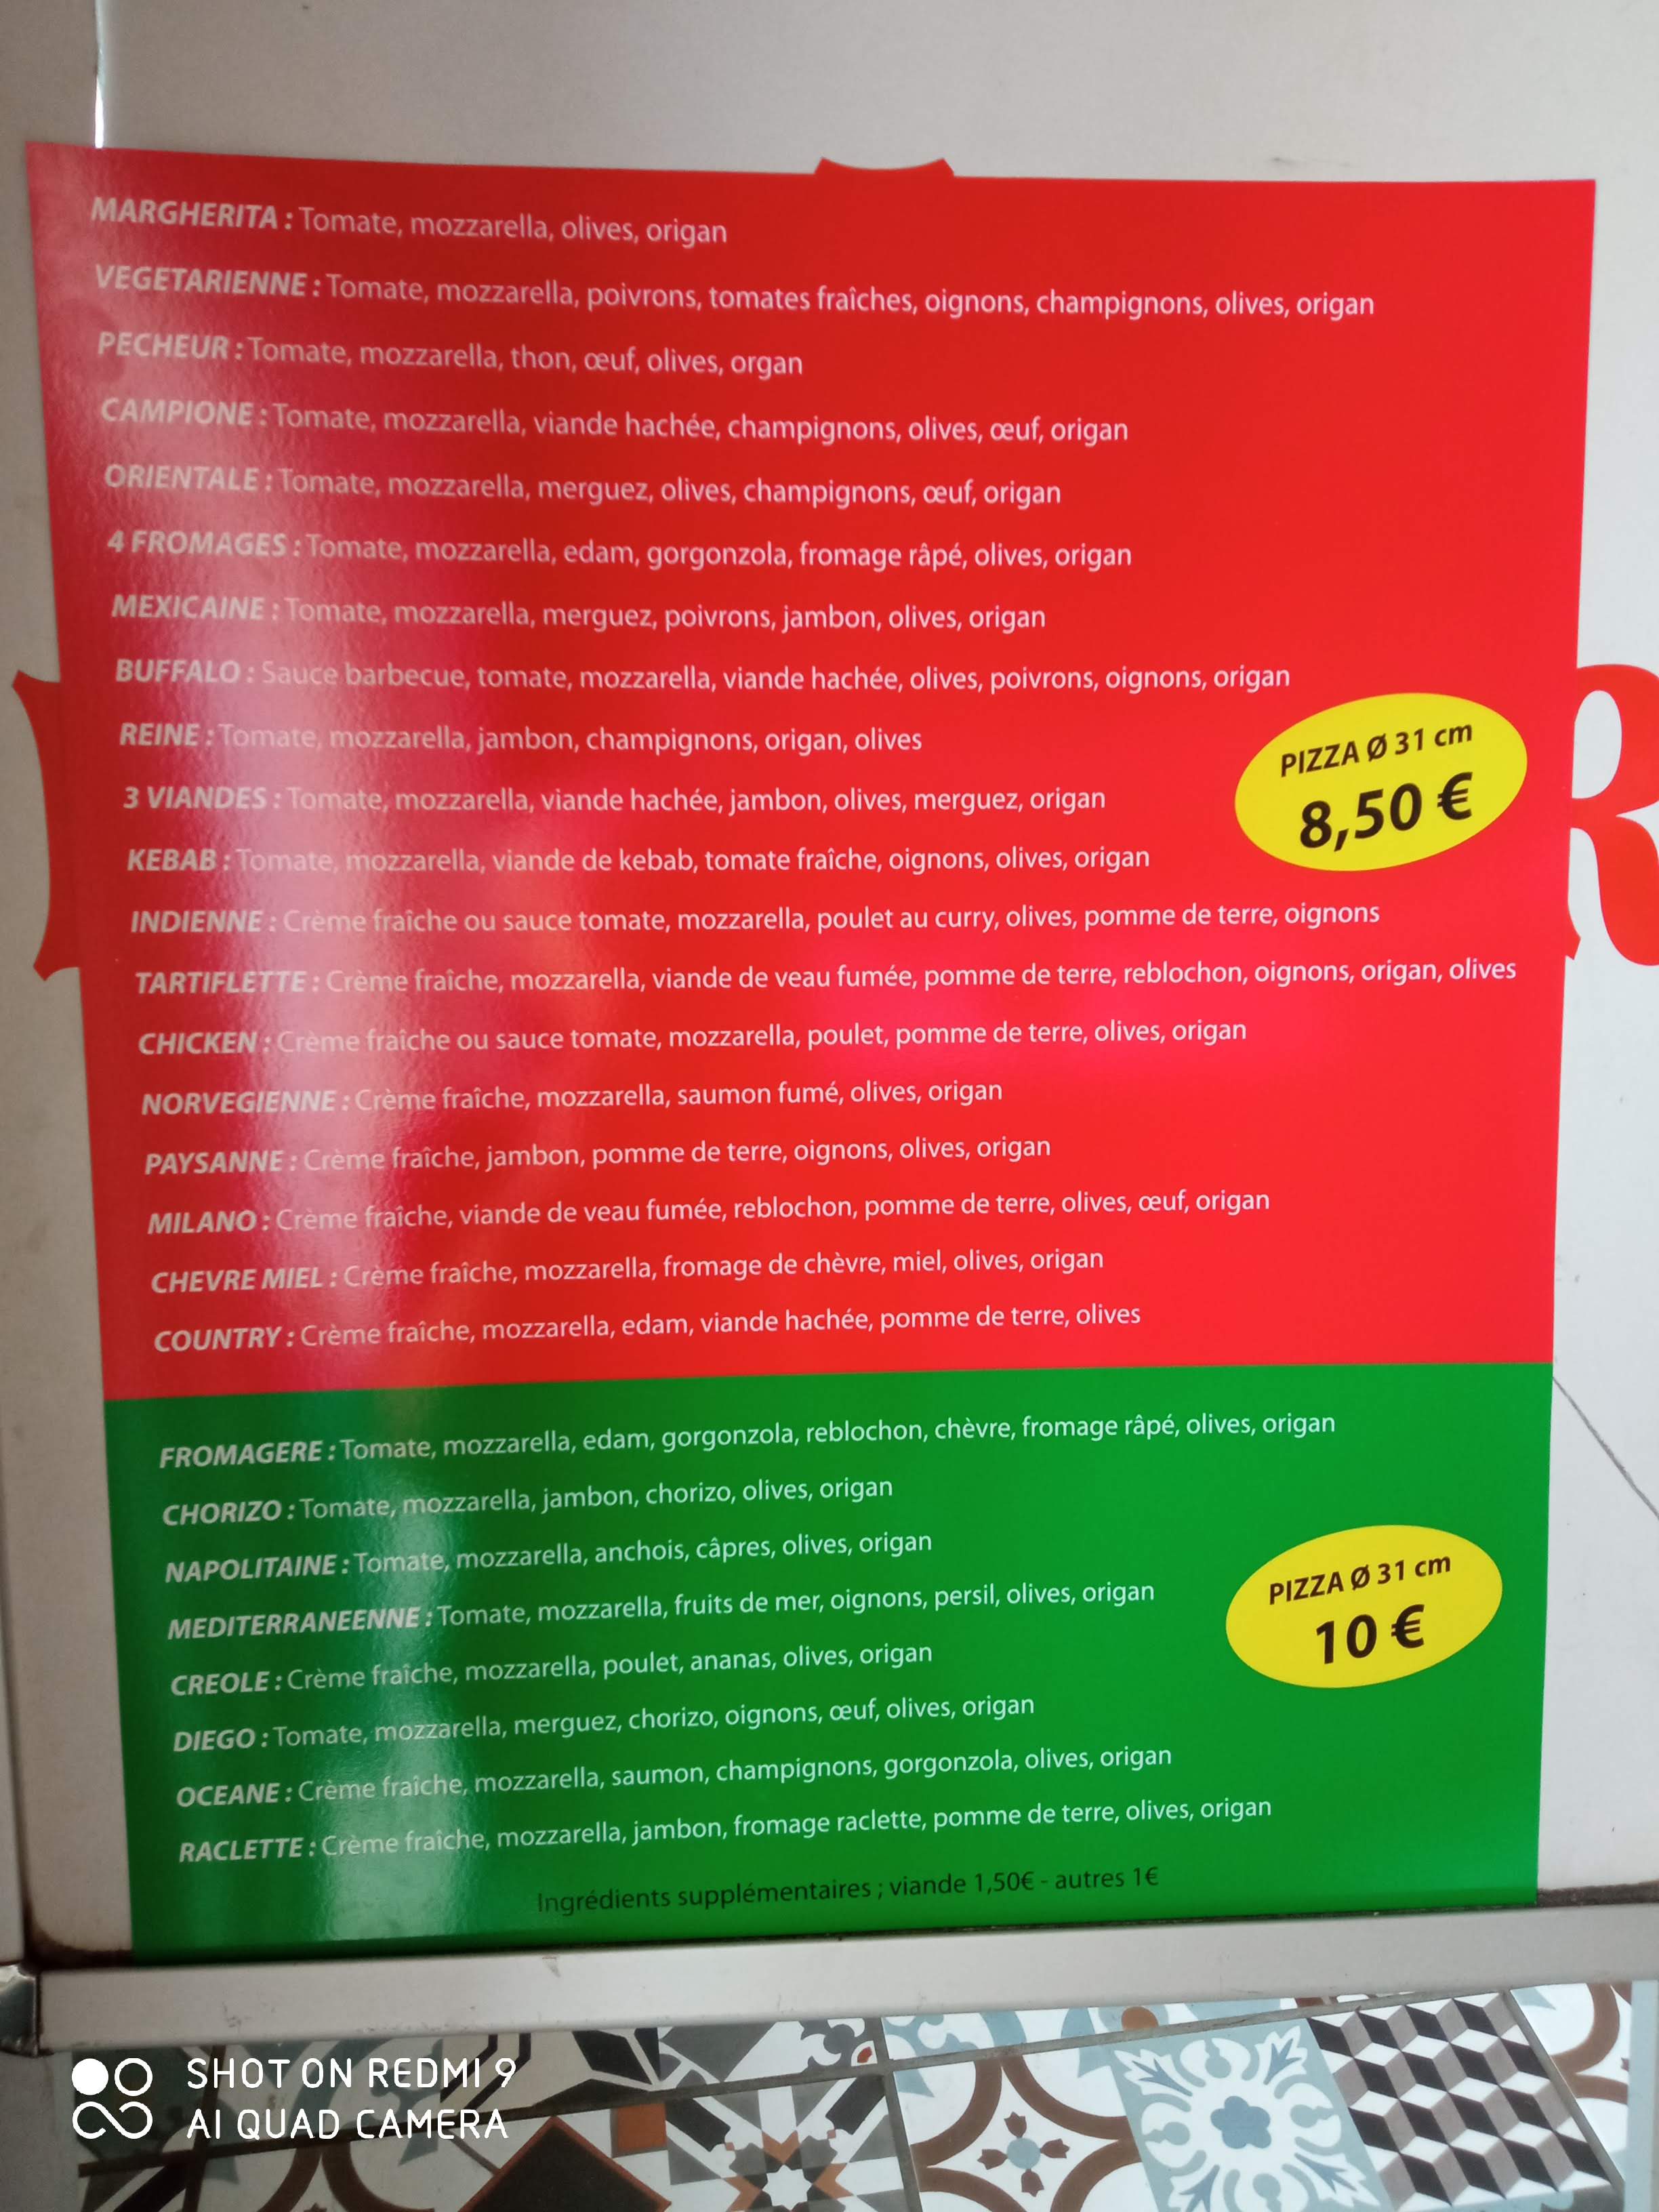 MARGHERITA : Tomate, mozzarella, olives, origan
VEGETARIENNE : Tomate, mozzarella, poivrons, tomates fraîches, oignons, champignons, olives, origan
PECHEUR : Tomate, mozzarella, thon, œuf, olives, organ
CAMPIONE : Tomate, mozzarella, viande hachée, champignons, olives, œuf, origan
ORIENTALE : Tomate, mozzarella, merguez, olives, champignons, œuf, origan
4 FROMAGES : Tomate, mozzarella, edam, gorgonzola, fromage râpé, olives, origan
MEXICAINE : Tomate, mozzarella, merguez, poivrons, jambon, olives, origan
BUFFALO : Sauce barbecue, tomate, mozzarella, viande hachée, olives, poivrons, oignons, origan
REINE : Tomate, mozzarella, jambon, champignons, origan, olives
3 VIANDES : Tomate, mozzarella, viande hachée, jambon, olives, merguez, origan
KEBAB : Tomate, mozzarella, viande de kebab, tomate fraîche, oignons, olives, origan
INDIENNE : Crème fraîche ou sauce tomate, mozzarella, poulet au curry, olives, pomme de terre, oignons
TARTIFLETTE : Crème fraîche, mozzarella, viande de veau fumée, pomme de terre, reblochon, oignons, origan, olives
CHICKEN : Crème fraîche ou sauce tomate, mozzarella, poulet, pomme de terre, olives, origan
NORVEGIENNE : Crème fraîche, mozzarella, saumon fumé, olives, origan
PAYSANNE : Crème fraîche, jambon, pomme de terre, oignons, olives, origan
MILANO : Crème fraîche, viande de veau fumée, reblochon, pomme de terre, olives, œuf, origan
CHEVRE MIEL : Crème fraîche, mozzarella, fromage de chèvre, miel, olives, origan
COUNTRY : Crème fraîche, mozzarella, edam, viande hachée, pomme de terre, olives
PIZZA Ø 31 cm
8,50 €
R
FROMAGERE : Tomate, mozzarella, edam, gorgonzola, reblochon, chèvre, fromage râpé, olives, origan
CHORIZO : Tomate, mozzarella, jambon, chorizo, olives, origan
NAPOLITAINE : Tomate, mozzarella, anchois, câpres, olives, origan
MEDITERRANEENNE : Tomate, mozzarella, fruits de mer, oignons, persil, olives, origan
CREOLE : Crème fraîche, mozzarella, poulet, ananas, olives, origan
DIEGO : Tomate, mozzarella, merguez, chorizo, oignons, œuf, olives, origan
OCEANE : Crème fraîche, mozzarella, saumon, champignons, gorgonzola, olives, origan
RACLETTE : Crème fraîche, mozzarella, jambon, fromage raclette, pomme de terre, olives, origan
PIZZA Ø 31 cm
10 €
Ingrédients supplémentaires ; viande 1,50€ - autres 1€
SHOT ON REDMI 9
AI QUAD CAMERA